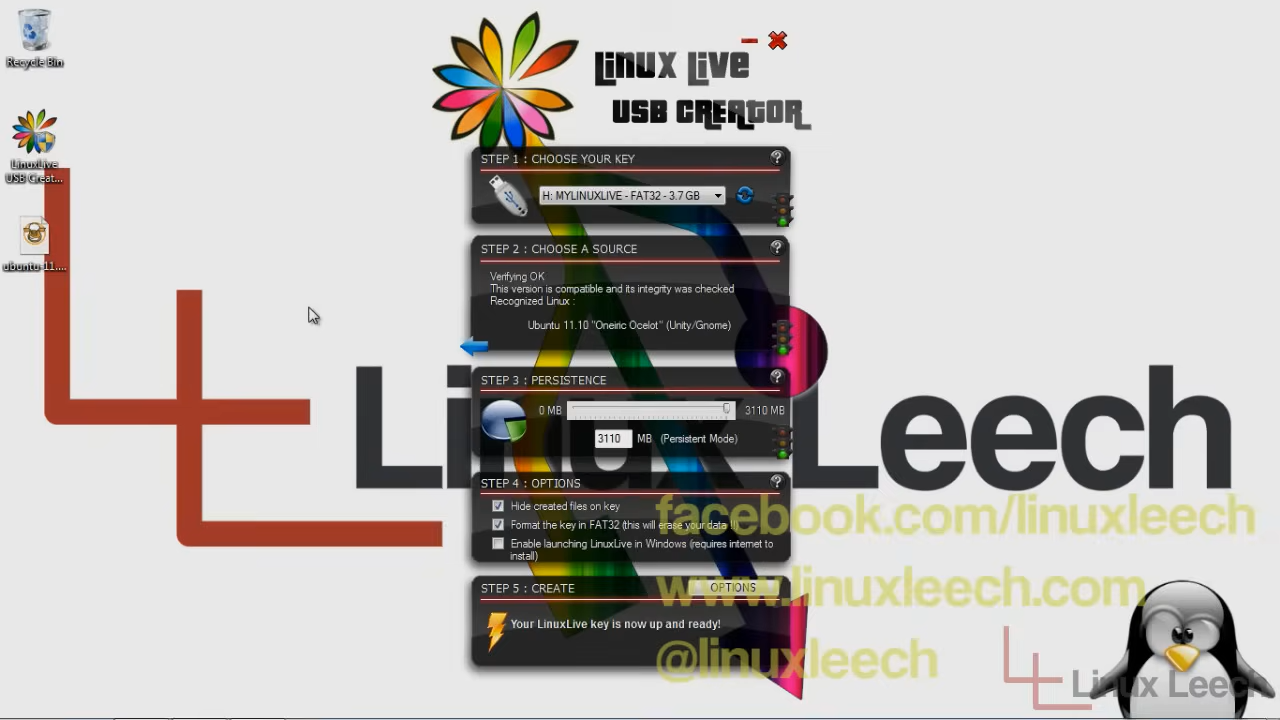 Recycle Bin
LinuxLive
USB Creat...
ubuntu-11....
Linux Live
USB CREATOR
STEP 1 : CHOOSE YOUR KEY
?
H: MYLINUXLIVE - FAT32 - 3.7 GB
STEP 2 : CHOOSE A SOURCE
?
Verifying OK
This version is compatible and its integrity was checked
Recognized Linux :
Ubuntu 11.10 "Oneiric Ocelot" (Unity/Gnome)
STEP 3 : PERSISTENCE
?
0 MB
3110 MB
3110 MB (Persistent Mode)
Linux Leech
STEP 4 : OPTIONS
?
Hide created files on key
Format the key in FAT32 (this will erase your data !!)
Enable launching LinuxLive in Windows (requires internet to
install)
facebook.com/linuxleech
STEP 5 : CREATE
OPTIONS
www.linuxleech.com
Your LinuxLive key is now up and ready!
@linuxleech
Linux Leech